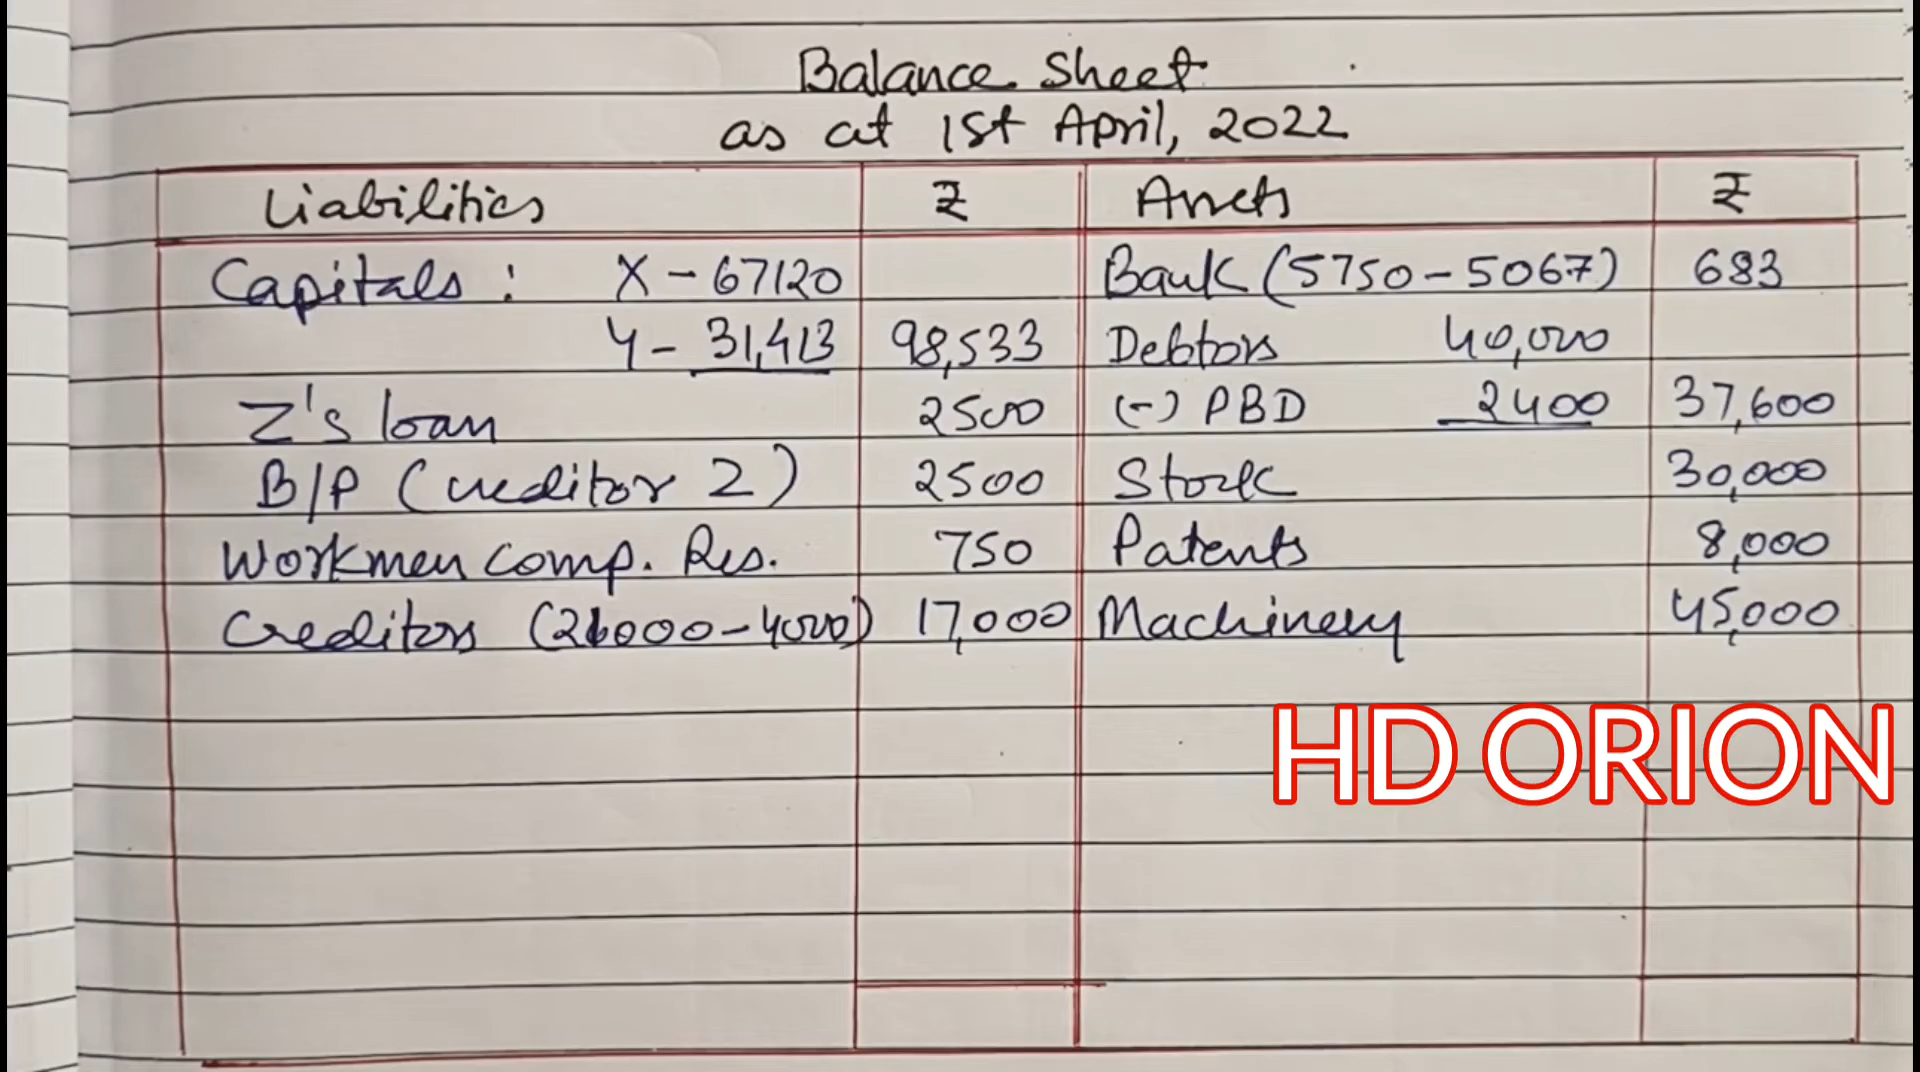 Balance Sheet
as at 1st April, 2022
Liabilities ₹ Assets ₹
Capitals : X - 67120 Bank (5750 - 5067) 683
Y - 31,413 98,533 Debtors 40,000
Z's loan 2500 (-) PBD 2400 37,600
B/P (creditor 2) 2500 Stock 30,000
Workmen comp. Res. 750 Patents 8,000
Creditors (21000 - 4000) 17,000 Machinery 45,000
HD ORION